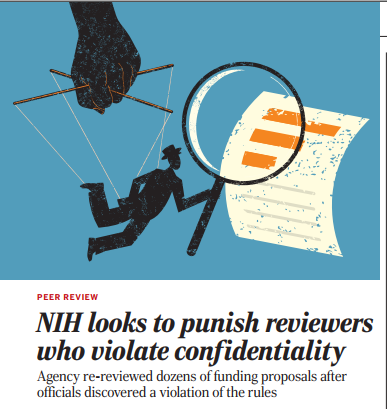 PEER REVIEW
NIH looks to punish reviewers
who violate confidentiality
Agency re-reviewed dozens of funding proposals after
officials discovered a violation of the rules